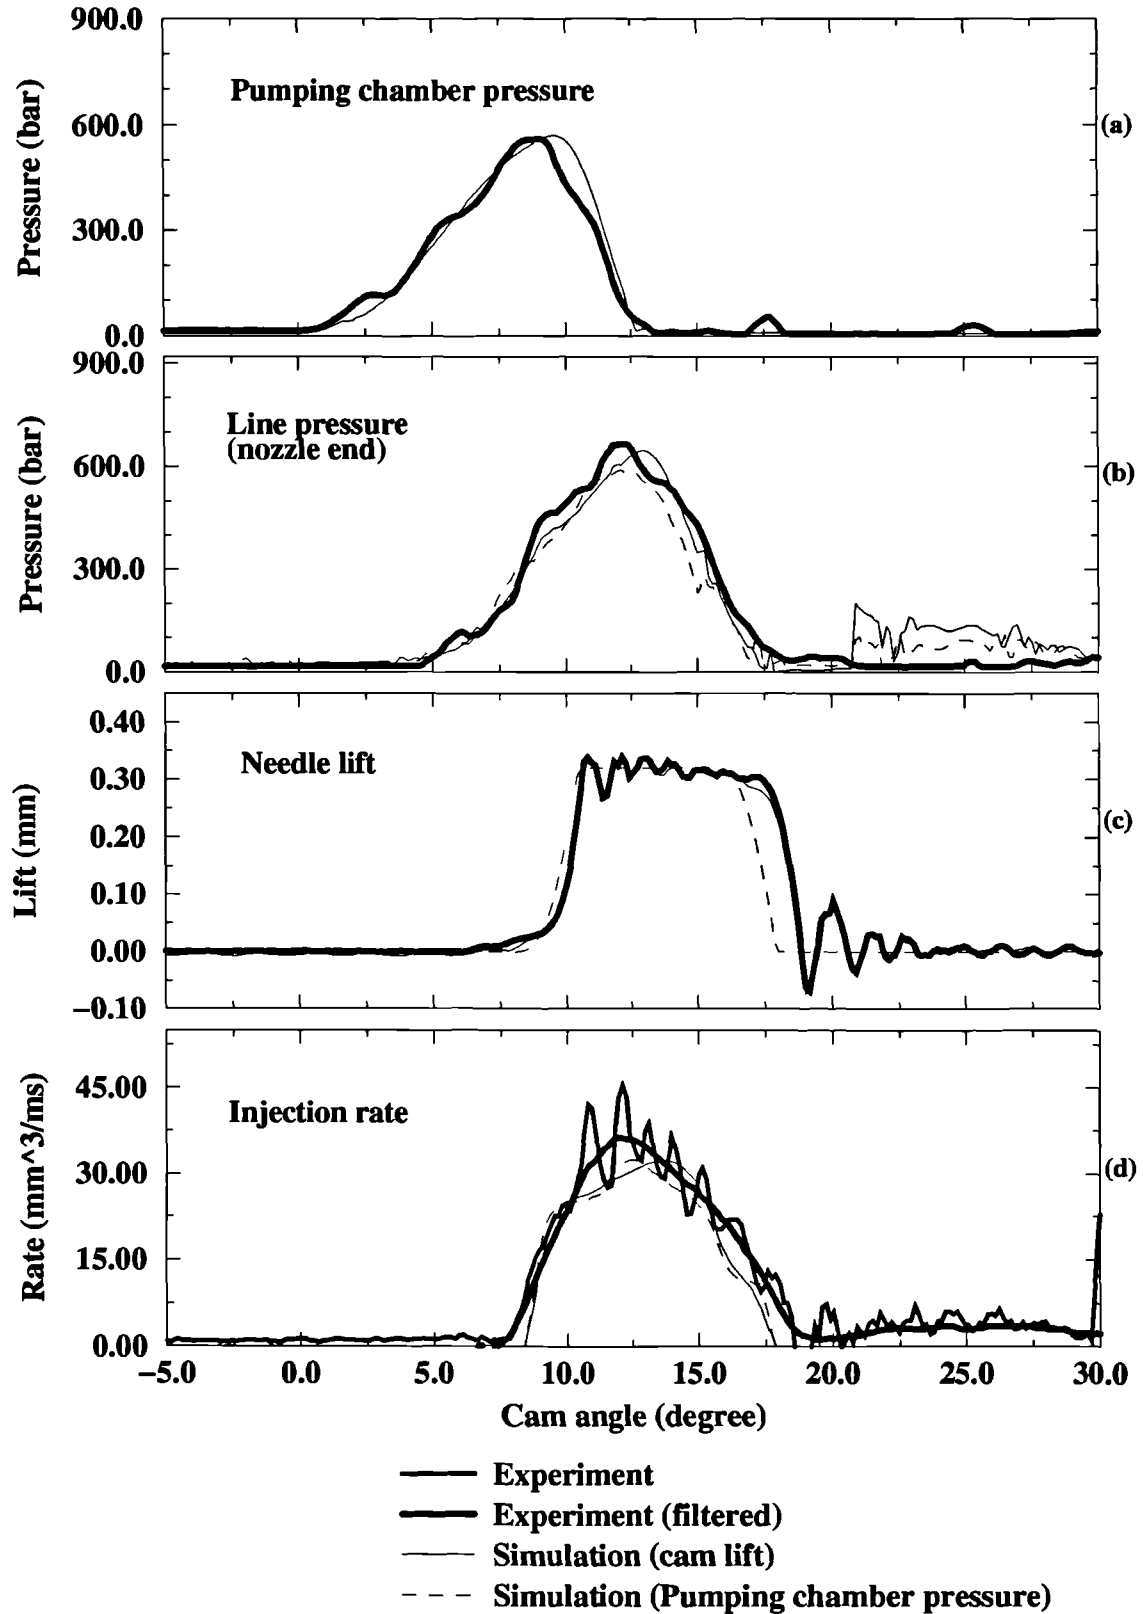 900.0
Pumping chamber pressure
600.0
(a)
300.0
0.0
Pressure (bar)
900.0
Line pressure
(nozzle end)
600.0
(b)
300.0
0.0
Pressure (bar)
0.40
Needle lift
0.30
(c)
0.20
0.10
0.00
−0.10
Lift (mm)
45.00
Injection rate
30.00
(d)
15.00
0.00
Rate (mm^3/ms)
−5.0 0.0 5.0 10.0 15.0 20.0 25.0 30.0
Cam angle (degree)
Experiment
Experiment (filtered)
Simulation (cam lift)
Simulation (Pumping chamber pressure)